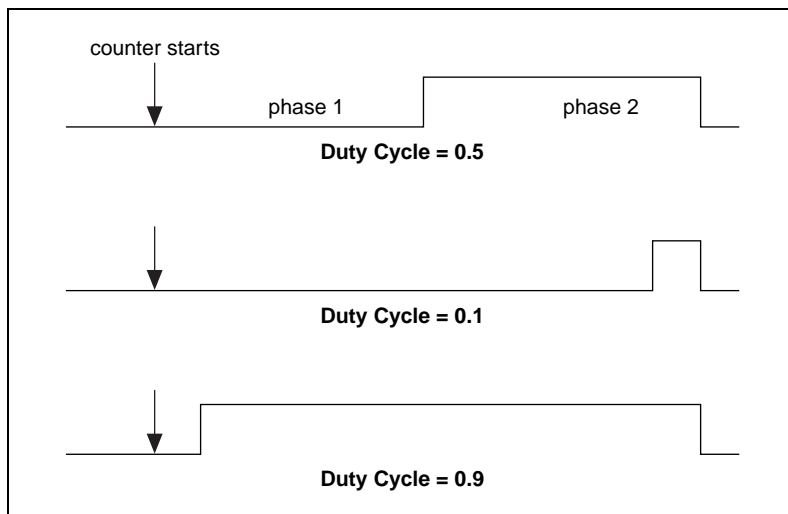 counter starts
phase 1
phase 2
Duty Cycle = 0.5
Duty Cycle = 0.1
Duty Cycle = 0.9